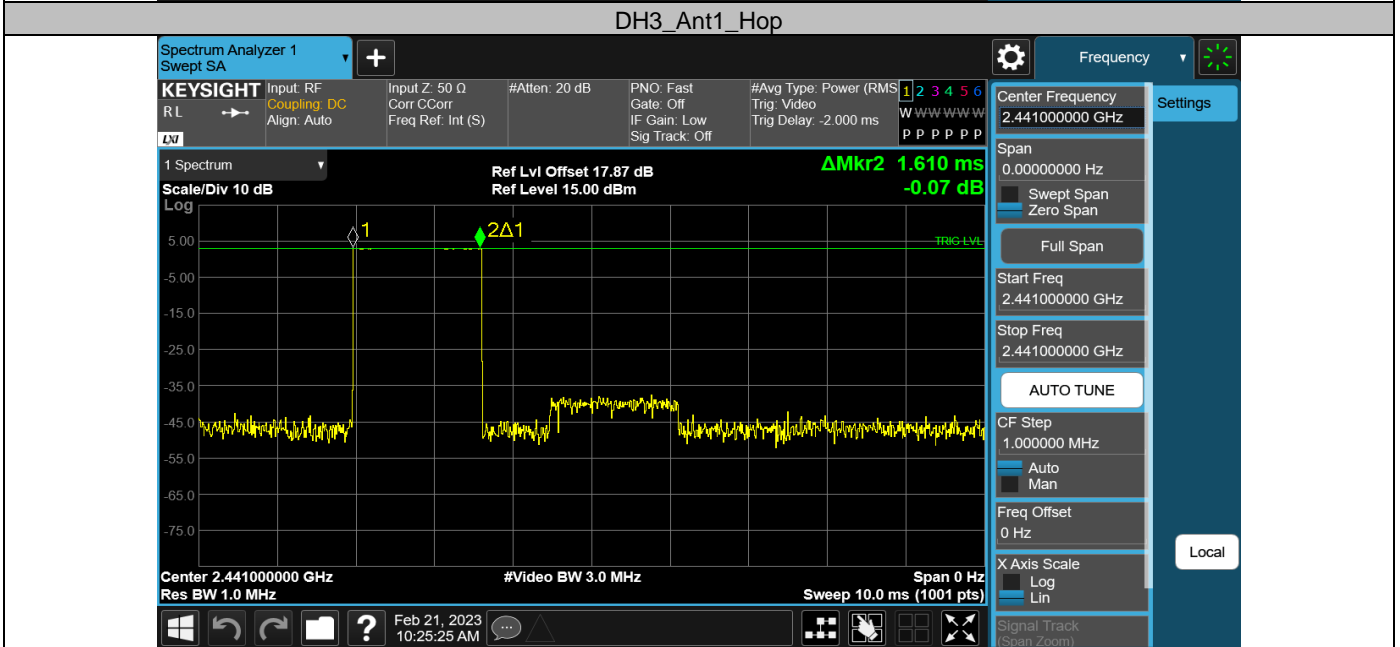 DH3_Ant1_Hop
Spectrum Analyzer 1
Swept SA
+
Frequency
KEYSIGHT
RL
LXI
Input: RF
Coupling: DC
Align: Auto
Input Z: 50 Ω
Corr CCorr
Freq Ref: Int (S)
#Atten: 20 dB
PNO: Fast
Gate: Off
IF Gain: Low
Sig Track: Off
#Avg Type: Power (RMS
Trig: Video
Trig Delay: -2.000 ms
1 2 3 4 5 6
W W W W W W
P P P P P P
1 Spectrum
Scale/Div 10 dB
Ref Lvl Offset 17.87 dB
Ref Level 15.00 dBm
ΔMkr2 1.610 ms
-0.07 dB
Log
1
2Δ1
TRIG LVL
5.00
-5.00
-15.0
-25.0
-35.0
-45.0
-55.0
-65.0
-75.0
Center 2.441000000 GHz
Res BW 1.0 MHz
#Video BW 3.0 MHz
Span 0 Hz
Sweep 10.0 ms (1001 pts)
?
Feb 21, 2023
10:25:25 AM
Center Frequency
2.441000000 GHz
Settings
Span
0.00000000 Hz
Swept Span
Zero Span
Full Span
Start Freq
2.441000000 GHz
Stop Freq
2.441000000 GHz
AUTO TUNE
CF Step
1.000000 MHz
Auto
Man
Freq Offset
0 Hz
X Axis Scale
Log
Lin
Local
Signal Track
(Span Zoom)